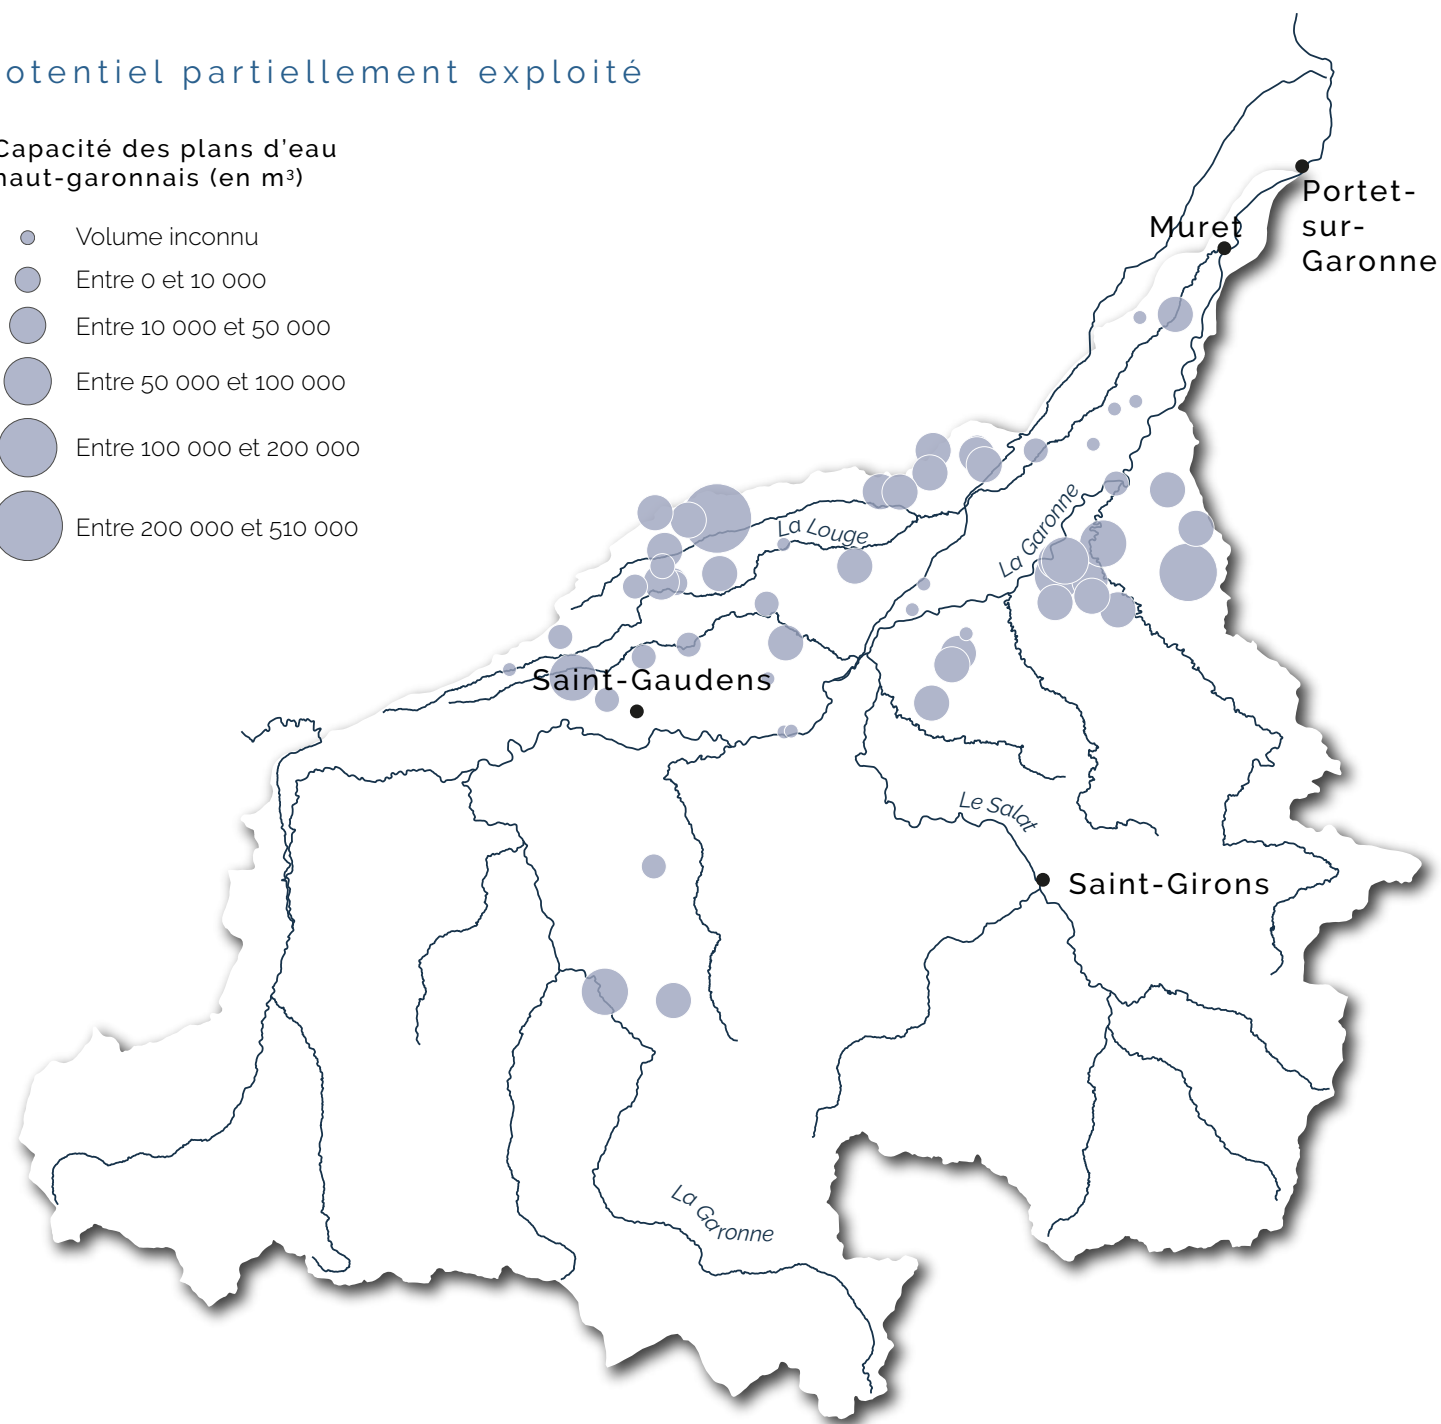 otentiel partiellement exploité
Capacité des plans d'eau
haut-garonnais (en m³)
Volume inconnu
Entre 0 et 10 000
Entre 10 000 et 50 000
Entre 50 000 et 100 000
Entre 100 000 et 200 000
Entre 200 000 et 510 000
Portet-
sur-
Garonne
Muret
La Louge
La Garonne
Saint-Gaudens
Le Salat
Saint-Girons
La Garonne